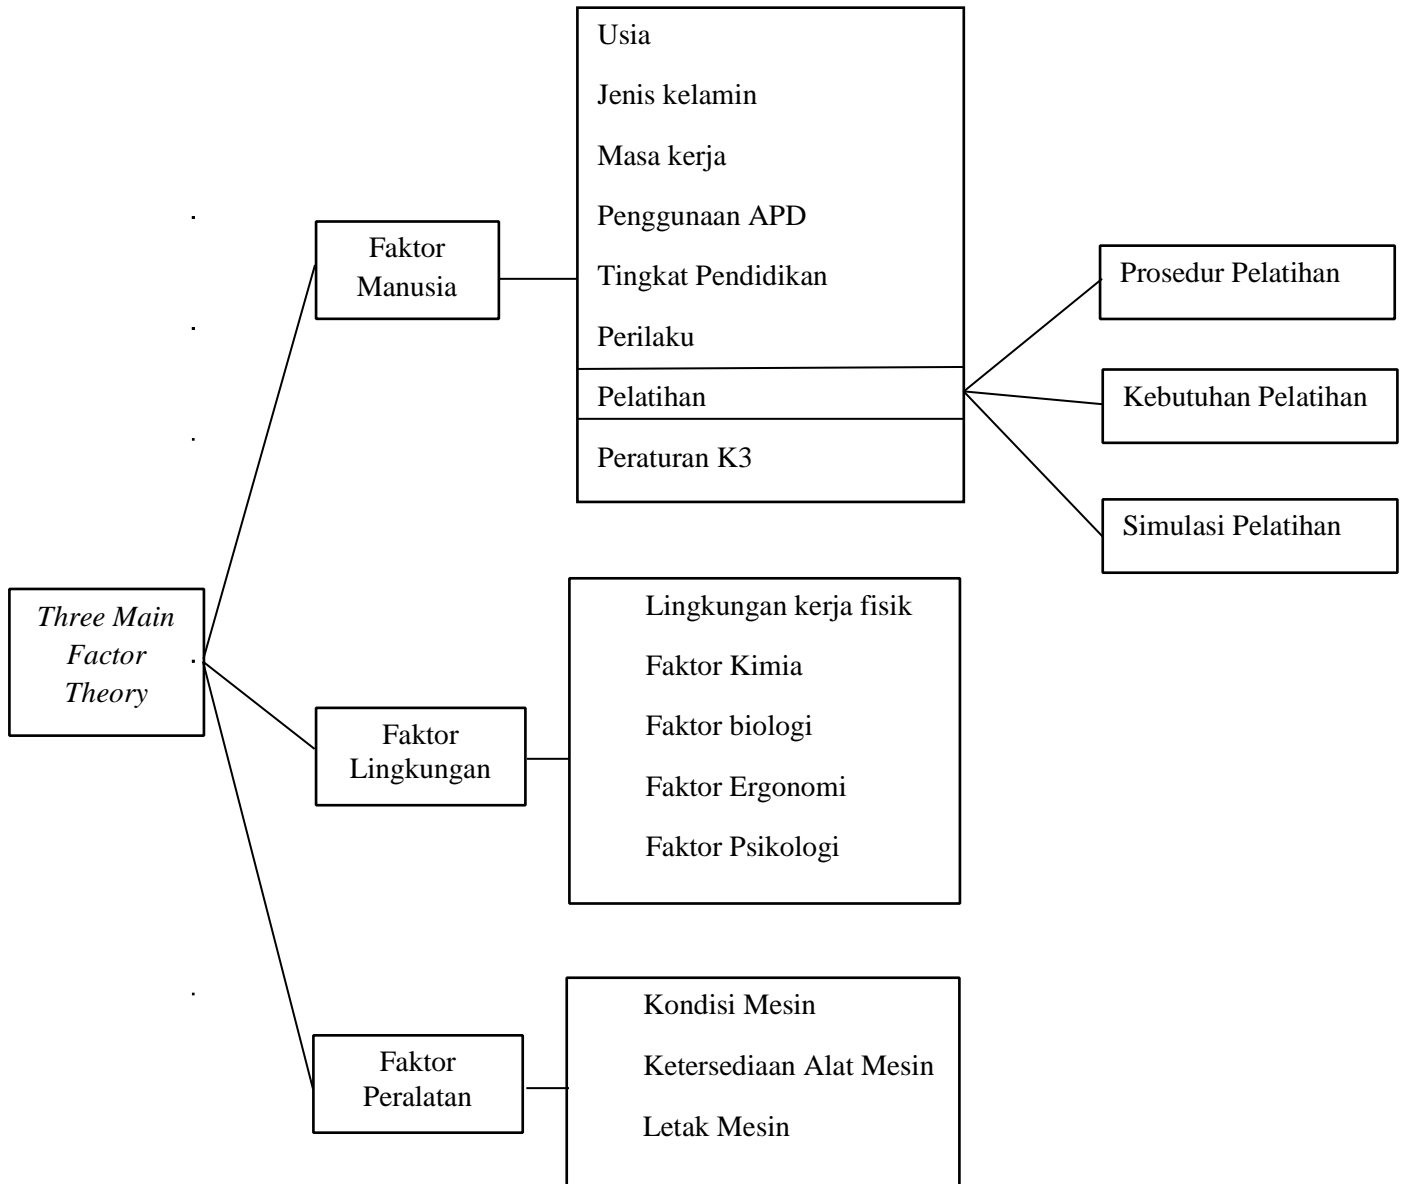 Usia
Jenis kelamin
Masa kerja
Penggunaan APD
Tingkat Pendidikan
Perilaku
Pelatihan
Peraturan K3
Faktor
Manusia
Prosedur Pelatihan
Kebutuhan Pelatihan
Simulasi Pelatihan
Three Main
Factor
Theory
Faktor
Lingkungan
Lingkungan kerja fisik
Faktor Kimia
Faktor biologi
Faktor Ergonomi
Faktor Psikologi
Faktor
Peralatan
Kondisi Mesin
Ketersediaan Alat Mesin
Letak Mesin